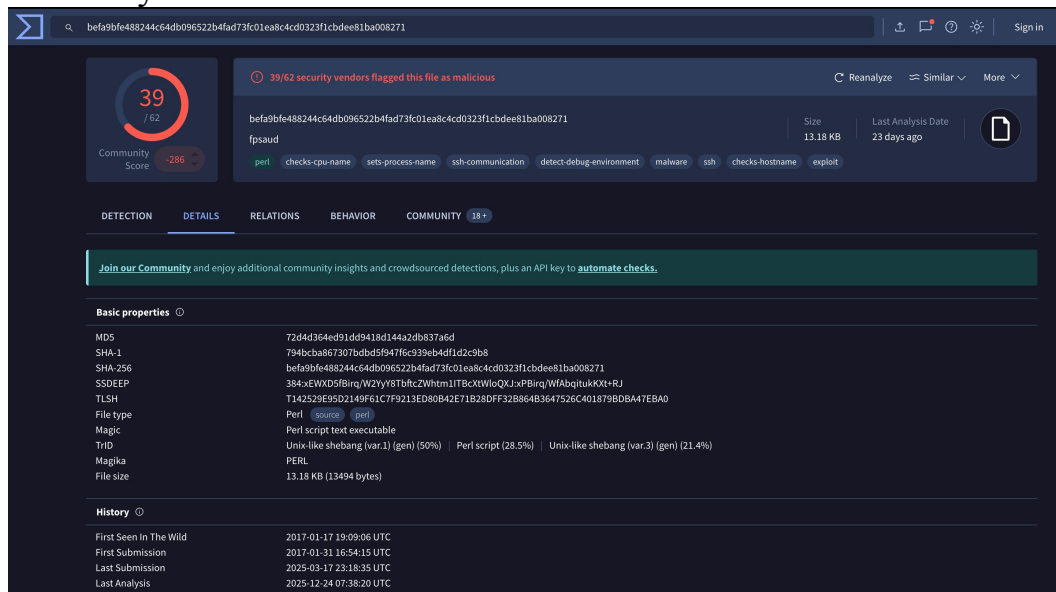 befa9bfe488244c64db096522b4fad73fc01ea8c4cd0323f1cbdee81ba008271
Sign in
39
/ 62
Community Score
-286
39/62 security vendors flagged this file as malicious
Reanalyze
Similar
More
befa9bfe488244c64db096522b4fad73fc01ea8c4cd0323f1cbdee81ba008271
fpsaud
Size
13.18 KB
Last Analysis Date
23 days ago
perl checks-cpu-name sets-process-name ssh-communication detect-debug-environment malware ssh checks-hostname exploit
DETECTION DETAILS RELATIONS BEHAVIOR COMMUNITY 18 +
Join our Community and enjoy additional community insights and crowdsourced detections, plus an API key to automate checks.
Basic properties
MD5 72d4d364ed91dd9418d144a2db837a6d
SHA-1 794bcba867307bdbd5f947f6c939eb4df1d2c9b8
SHA-256 befa9bfe488244c64db096522b4fad73fc01ea8c4cd0323f1cbdee81ba008271
SSDEEP 384:xEWXD5fBirq/W2YyY8TbftcZWhtm1ITBcXtWloQXJ:xPBirq/WfAbqitukKXt+RJ
TLSH T142529E95D2149F61C7F9213ED80B42E71B28DFF32B864B3647526C401879BDBA47EBA0
File type Perl source perl
Magic Perl script text executable
TrID Unix-like shebang (var.1) (gen) (50%) | Perl script (28.5%) | Unix-like shebang (var.3) (gen) (21.4%)
Magika PERL
File size 13.18 KB (13494 bytes)
History
First Seen In The Wild 2017-01-17 19:09:06 UTC
First Submission 2017-01-31 16:54:15 UTC
Last Submission 2025-03-17 23:18:35 UTC
Last Analysis 2025-12-24 07:38:20 UTC